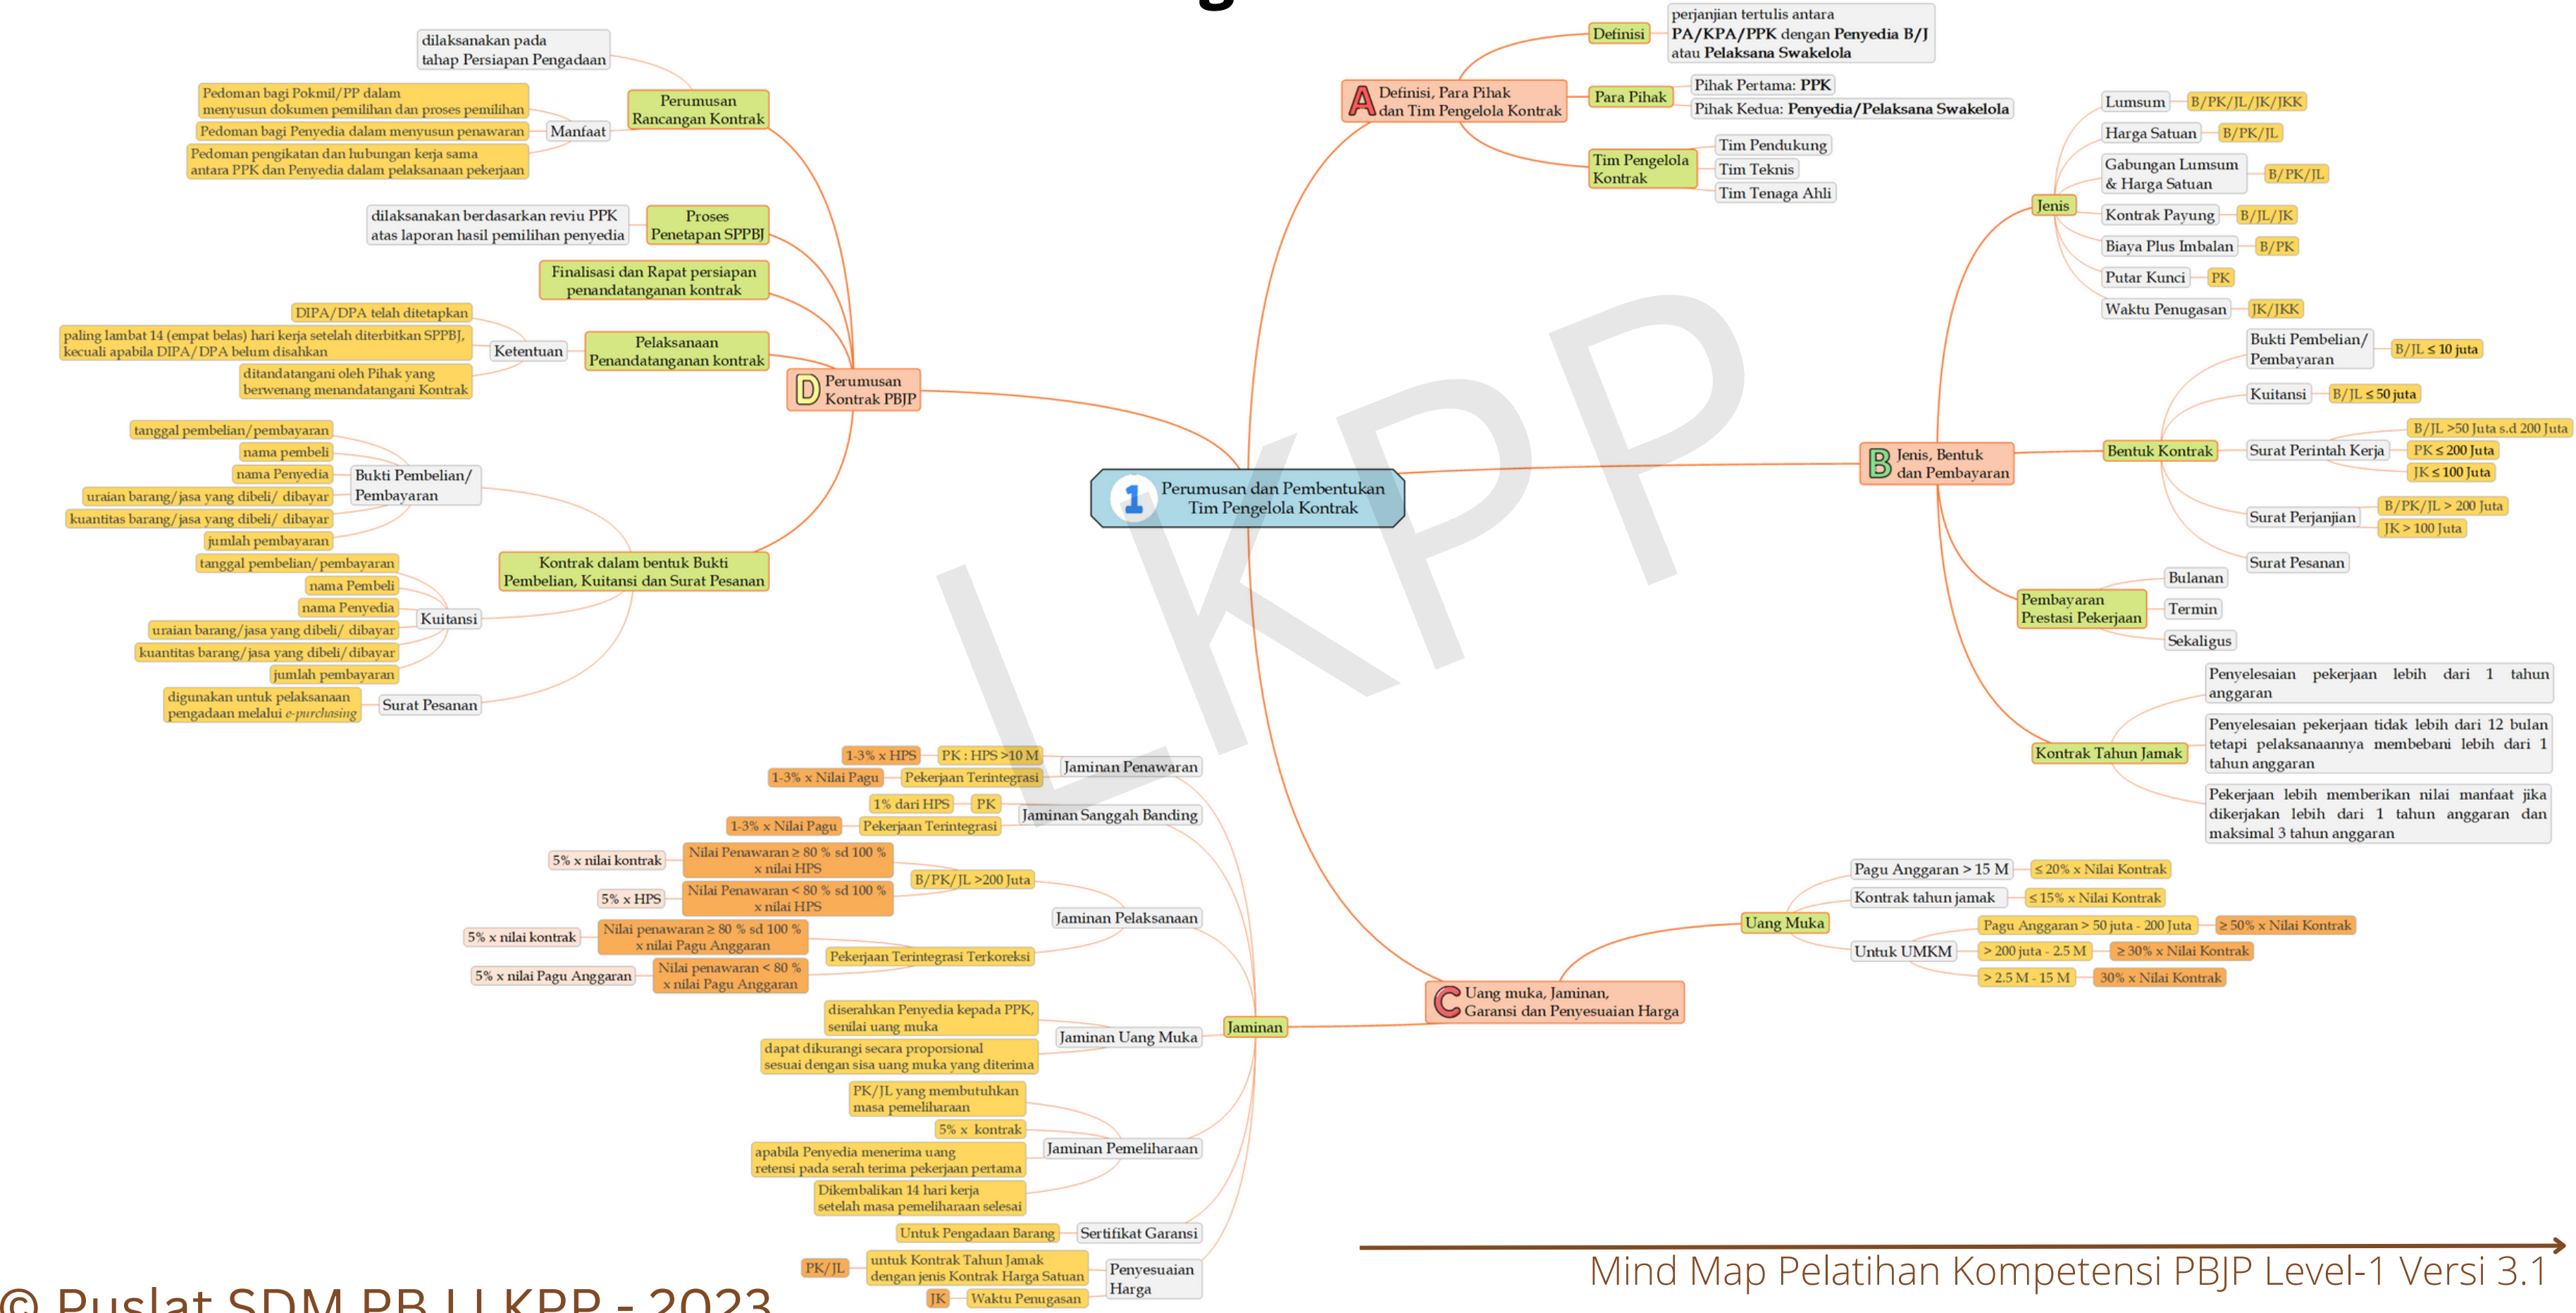 g
1 Perumusan dan Pembentukan
Tim Pengelola Kontrak
A Definisi, Para Pihak
dan Tim Pengelola Kontrak
Definisi
perjanjian tertulis antara
PA/KPA/PPK dengan Penyedia B/J
atau Pelaksana Swakelola
Para Pihak
Pihak Pertama: PPK
Pihak Kedua: Penyedia/Pelaksana Swakelola
Tim Pengelola
Kontrak
Tim Pendukung
Tim Teknis
Tim Tenaga Ahli
B Jenis, Bentuk
dan Pembayaran
Jenis
Lumsum B/PK/JL/JK/JKK
Harga Satuan B/PK/JL
Gabungan Lumsum
& Harga Satuan
B/PK/JL
Kontrak Payung B/JL/JK
Biaya Plus Imbalan B/PK
Putar Kunci PK
Waktu Penugasan JK/JKK
Bentuk Kontrak
Bukti Pembelian/
Pembayaran
B/JL ≤ 10 juta
Kuitansi B/JL ≤ 50 juta
Surat Perintah Kerja
B/JL >50 Juta s.d 200 Juta
PK ≤ 200 Juta
JK ≤ 100 Juta
Surat Perjanjian
B/PK/JL > 200 Juta
JK > 100 Juta
Surat Pesanan
Pembayaran
Prestasi Pekerjaan
Bulanan
Termin
Sekaligus
Kontrak Tahun Jamak
Penyelesaian pekerjaan lebih dari 1 tahun
anggaran
Penyelesaian pekerjaan tidak lebih dari 12 bulan
tetapi pelaksanaannya membebani lebih dari 1
tahun anggaran
Pekerjaan lebih memberikan nilai manfaat jika
dikerjakan lebih dari 1 tahun anggaran dan
maksimal 3 tahun anggaran
C Uang muka, Jaminan,
Garansi dan Penyesuaian Harga
Uang Muka
Pagu Anggaran > 15 M ≤ 20% x Nilai Kontrak
Kontrak tahun jamak ≤ 15% x Nilai Kontrak
Untuk UMKM
Pagu Anggaran > 50 juta - 200 Juta ≥ 50% x Nilai Kontrak
> 200 juta - 2.5 M ≥ 30% x Nilai Kontrak
> 2.5 M - 15 M 30% x Nilai Kontrak
Jaminan
Jaminan Penawaran
PK : HPS >10 M 1-3% x HPS
Pekerjaan Terintegrasi 1-3% x Nilai Pagu
Jaminan Sanggah Banding
PK 1% dari HPS
Pekerjaan Terintegrasi 1-3% x Nilai Pagu
Jaminan Pelaksanaan
B/PK/JL >200 Juta
Nilai Penawaran ≥ 80 % sd 100 %
x nilai HPS
5% x nilai kontrak
Nilai Penawaran < 80 % sd 100 %
x nilai HPS
5% x HPS
Pekerjaan Terintegrasi Terkoreksi
Nilai penawaran ≥ 80 % sd 100 %
x nilai Pagu Anggaran
5% x nilai kontrak
Nilai penawaran < 80 %
x nilai Pagu Anggaran
5% x nilai Pagu Anggaran
Jaminan Uang Muka
diserahkan Penyedia kepada PPK,
senilai uang muka
dapat dikurangi secara proporsional
sesuai dengan sisa uang muka yang diterima
Jaminan Pemeliharaan
PK/JL yang membutuhkan
masa pemeliharaan
5% x kontrak
apabila Penyedia menerima uang
retensi pada serah terima pekerjaan pertama
Dikembalikan 14 hari kerja
setelah masa pemeliharaan selesai
Sertifikat Garansi
Untuk Pengadaan Barang
Penyesuaian
Harga
untuk Kontrak Tahun Jamak
dengan jenis Kontrak Harga Satuan
PK/JL
Waktu Penugasan JK
D Perumusan
Kontrak PBJP
Perumusan
Rancangan Kontrak
dilaksanakan pada
tahap Persiapan Pengadaan
Manfaat
Pedoman bagi Pokmil/PP dalam
menyusun dokumen pemilihan dan proses pemilihan
Pedoman bagi Penyedia dalam menyusun penawaran
Pedoman pengikatan dan hubungan kerja sama
antara PPK dan Penyedia dalam pelaksanaan pekerjaan
Proses
Penetapan SPPBJ
dilaksanakan berdasarkan reviu PPK
atas laporan hasil pemilihan penyedia
Finalisasi dan Rapat persiapan
penandatanganan kontrak
Pelaksanaan
Penandatanganan kontrak
Ketentuan
DIPA/DPA telah ditetapkan
paling lambat 14 (empat belas) hari kerja setelah diterbitkan SPPBJ,
kecuali apabila DIPA/DPA belum disahkan
ditandatangani oleh Pihak yang
berwenang menandatangani Kontrak
Kontrak dalam bentuk Bukti
Pembelian, Kuitansi dan Surat Pesanan
Bukti Pembelian/
Pembayaran
tanggal pembelian/pembayaran
nama pembeli
nama Penyedia
uraian barang/jasa yang dibeli/ dibayar
kuantitas barang/jasa yang dibeli/ dibayar
jumlah pembayaran
Kuitansi
tanggal pembelian/pembayaran
nama Pembeli
nama Penyedia
uraian barang/jasa yang dibeli/ dibayar
kuantitas barang/jasa yang dibeli/dibayar
jumlah pembayaran
Surat Pesanan
digunakan untuk pelaksanaan
pengadaan melalui e-purchasing
LKPP
Mind Map Pelatihan Kompetensi PBJP Level-1 Versi 3.1
© Puslat SDM PBJ LKPP - 2023